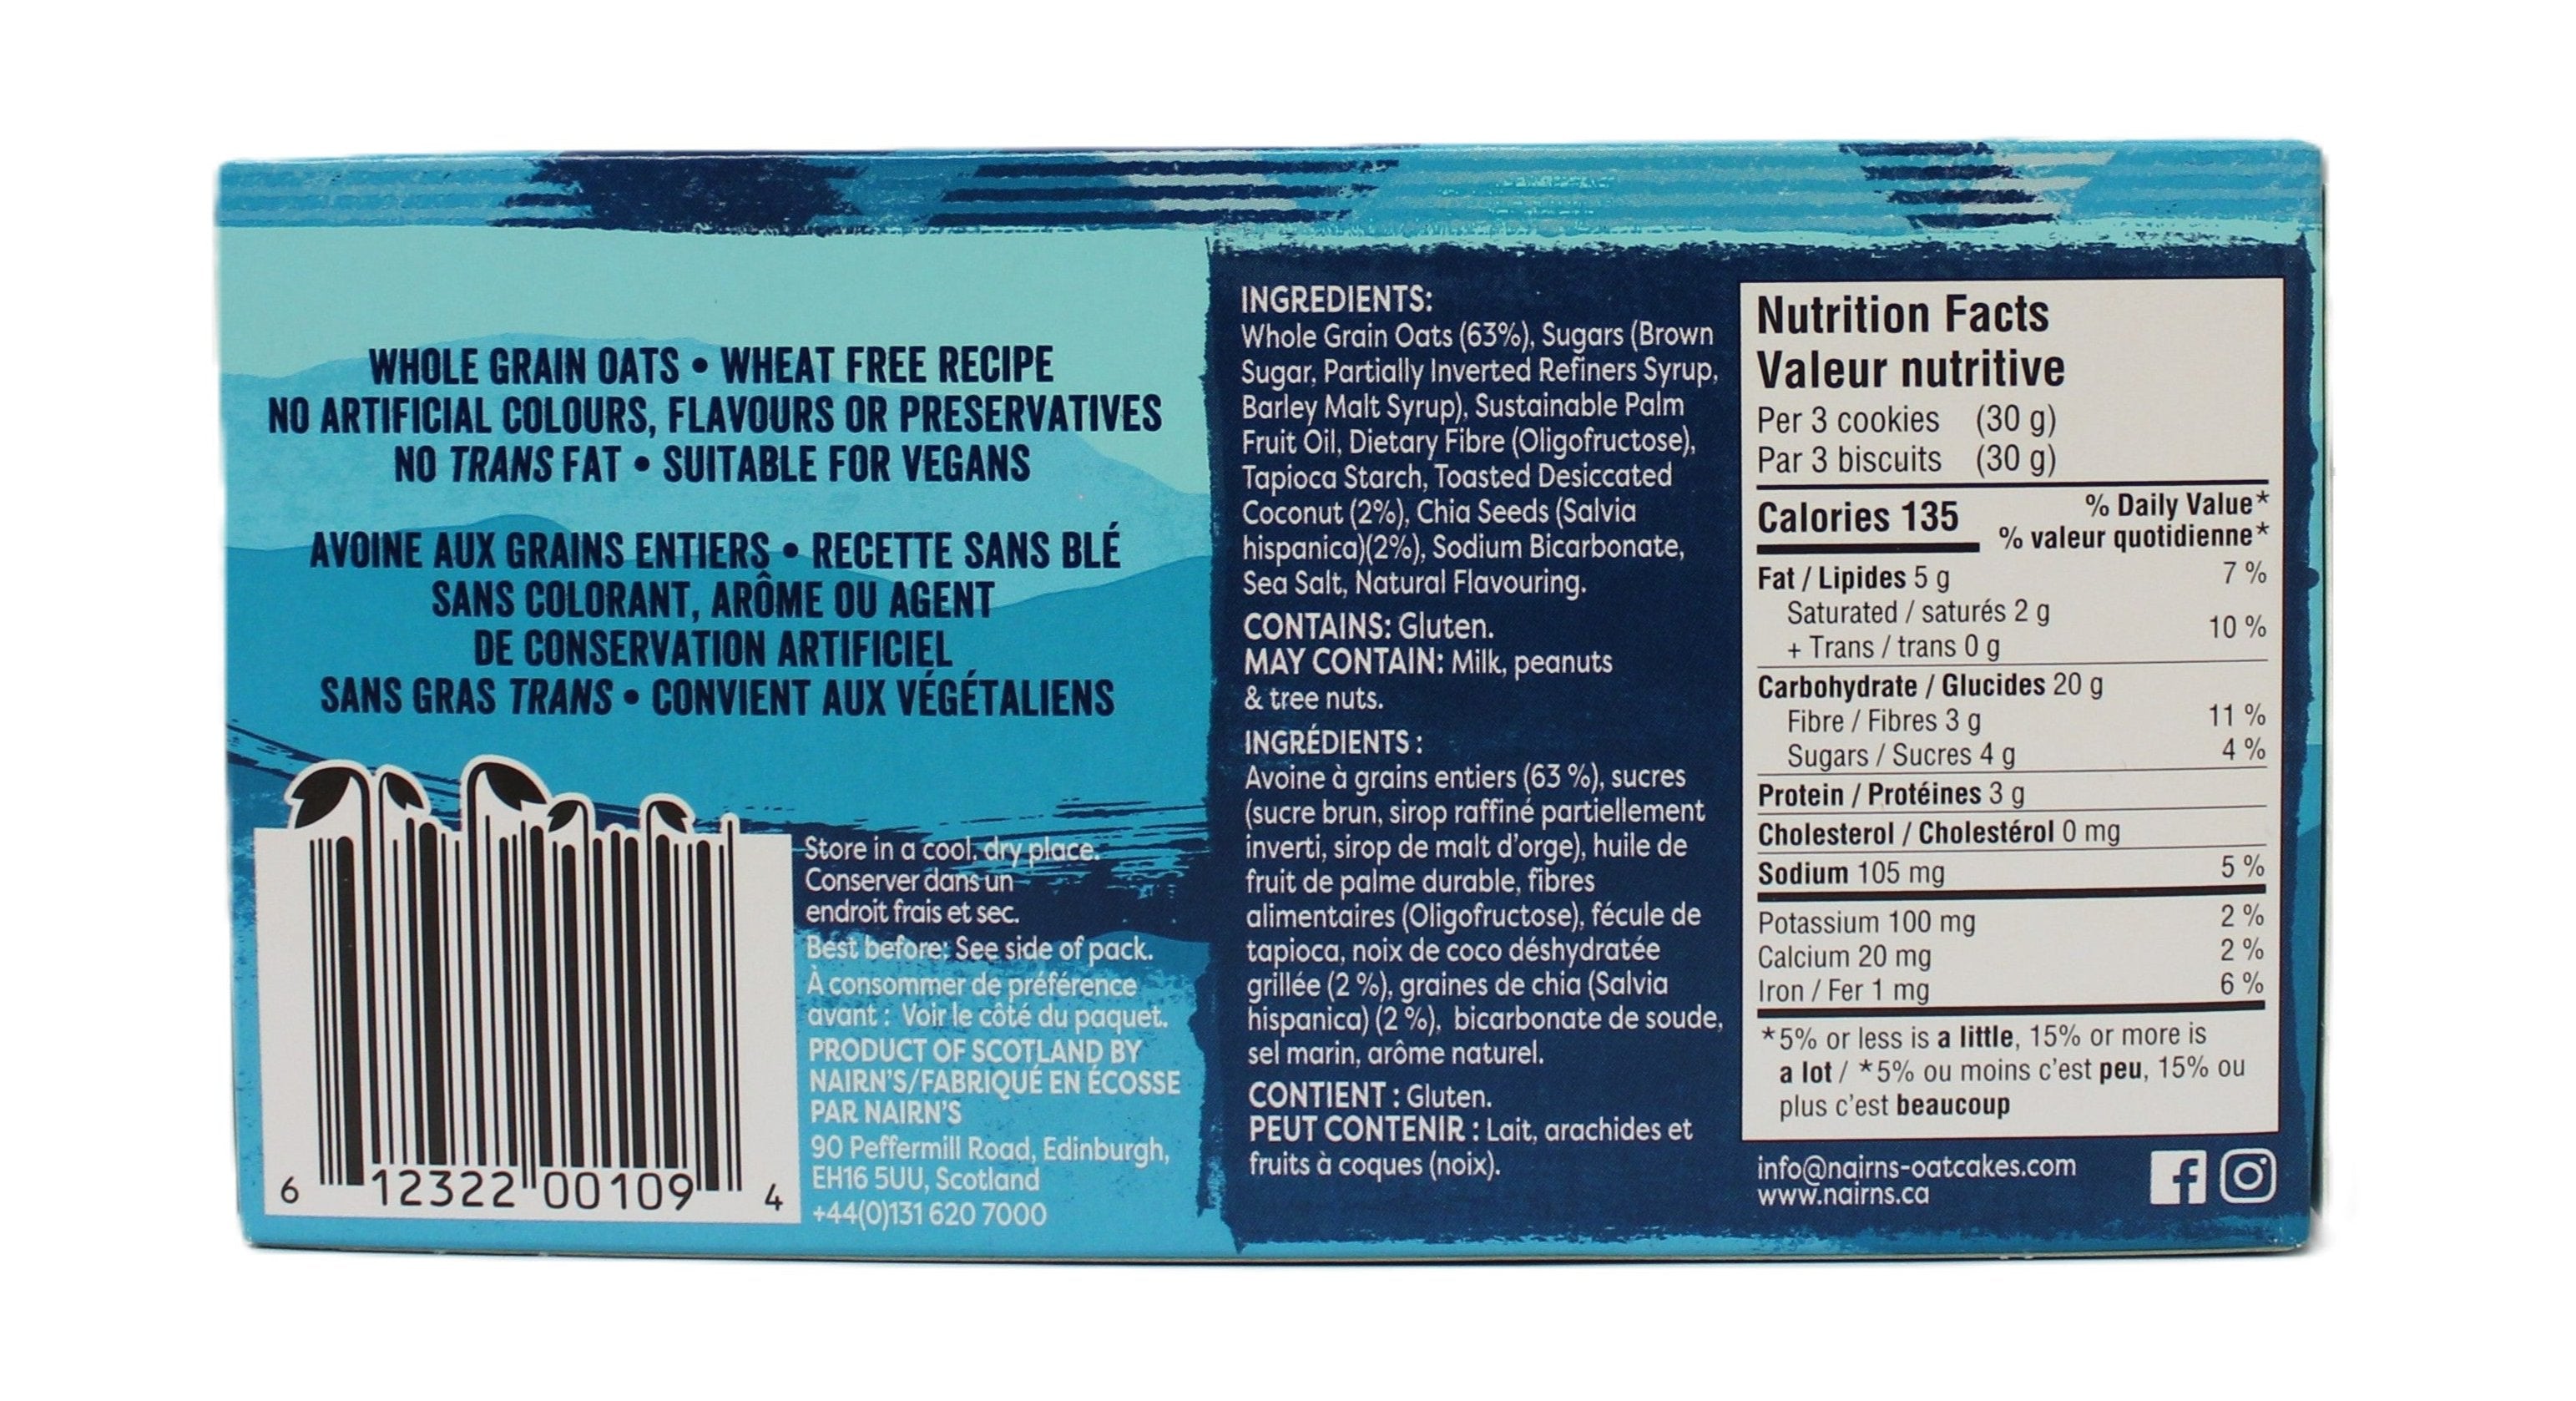 WHOLE GRAIN OATS • WHEAT FREE RECIPE
NO ARTIFICIAL COLOURS, FLAVOURS OR PRESERVATIVES
NO TRANS FAT • SUITABLE FOR VEGANS
AVOINE AUX GRAINS ENTIERS • RECETTE SANS BLÉ
SANS COLORANT, ARÔME OU AGENT
DE CONSERVATION ARTIFICIEL
SANS GRAS TRANS • CONVIENT AUX VÉGÉTALIENS
6 12322 00109 4
Store in a cool, dry place.
Conserver dans un
endroit frais et sec.
Best before: See side of pack.
À consommer de préférence
avant : Voir le côté du paquet.
PRODUCT OF SCOTLAND BY
NAIRN'S/FABRIQUÉ EN ÉCOSSE
PAR NAIRN'S
90 Peffermill Road, Edinburgh,
EH16 5UU, Scotland
+44(0)131 620 7000
INGREDIENTS:
Whole Grain Oats (63%), Sugars (Brown
Sugar, Partially Inverted Refiners Syrup,
Barley Malt Syrup), Sustainable Palm
Fruit Oil, Dietary Fibre (Oligofructose),
Tapioca Starch, Toasted Desiccated
Coconut (2%), Chia Seeds (Salvia
hispanica)(2%), Sodium Bicarbonate,
Sea Salt, Natural Flavouring.
CONTAINS: Gluten.
MAY CONTAIN: Milk, peanuts
& tree nuts.
INGRÉDIENTS :
Avoine à grains entiers (63 %), sucres
(sucre brun, sirop raffiné partiellement
inverti, sirop de malt d'orge), huile de
fruit de palme durable, fibres
alimentaires (Oligofructose), fécule de
tapioca, noix de coco déshydratée
grillée (2 %), graines de chia (Salvia
hispanica) (2 %), bicarbonate de soude,
sel marin, arôme naturel.
CONTIENT : Gluten.
PEUT CONTENIR : Lait, arachides et
fruits à coques (noix).
Nutrition Facts
Valeur nutritive
Per 3 cookies (30 g)
Par 3 biscuits (30 g)
Calories 135
% Daily Value*
% valeur quotidienne*
Fat / Lipides 5 g 7 %
Saturated / saturés 2 g
+ Trans / trans 0 g 10 %
Carbohydrate / Glucides 20 g
Fibre / Fibres 3 g 11 %
Sugars / Sucres 4 g 4 %
Protein / Protéines 3 g
Cholesterol / Cholestérol 0 mg
Sodium 105 mg 5 %
Potassium 100 mg 2 %
Calcium 20 mg 2 %
Iron / Fer 1 mg 6 %
*5% or less is a little, 15% or more is
a lot / *5% ou moins c'est peu, 15% ou
plus c'est beaucoup
info@nairns-oatcakes.com
www.nairns.ca